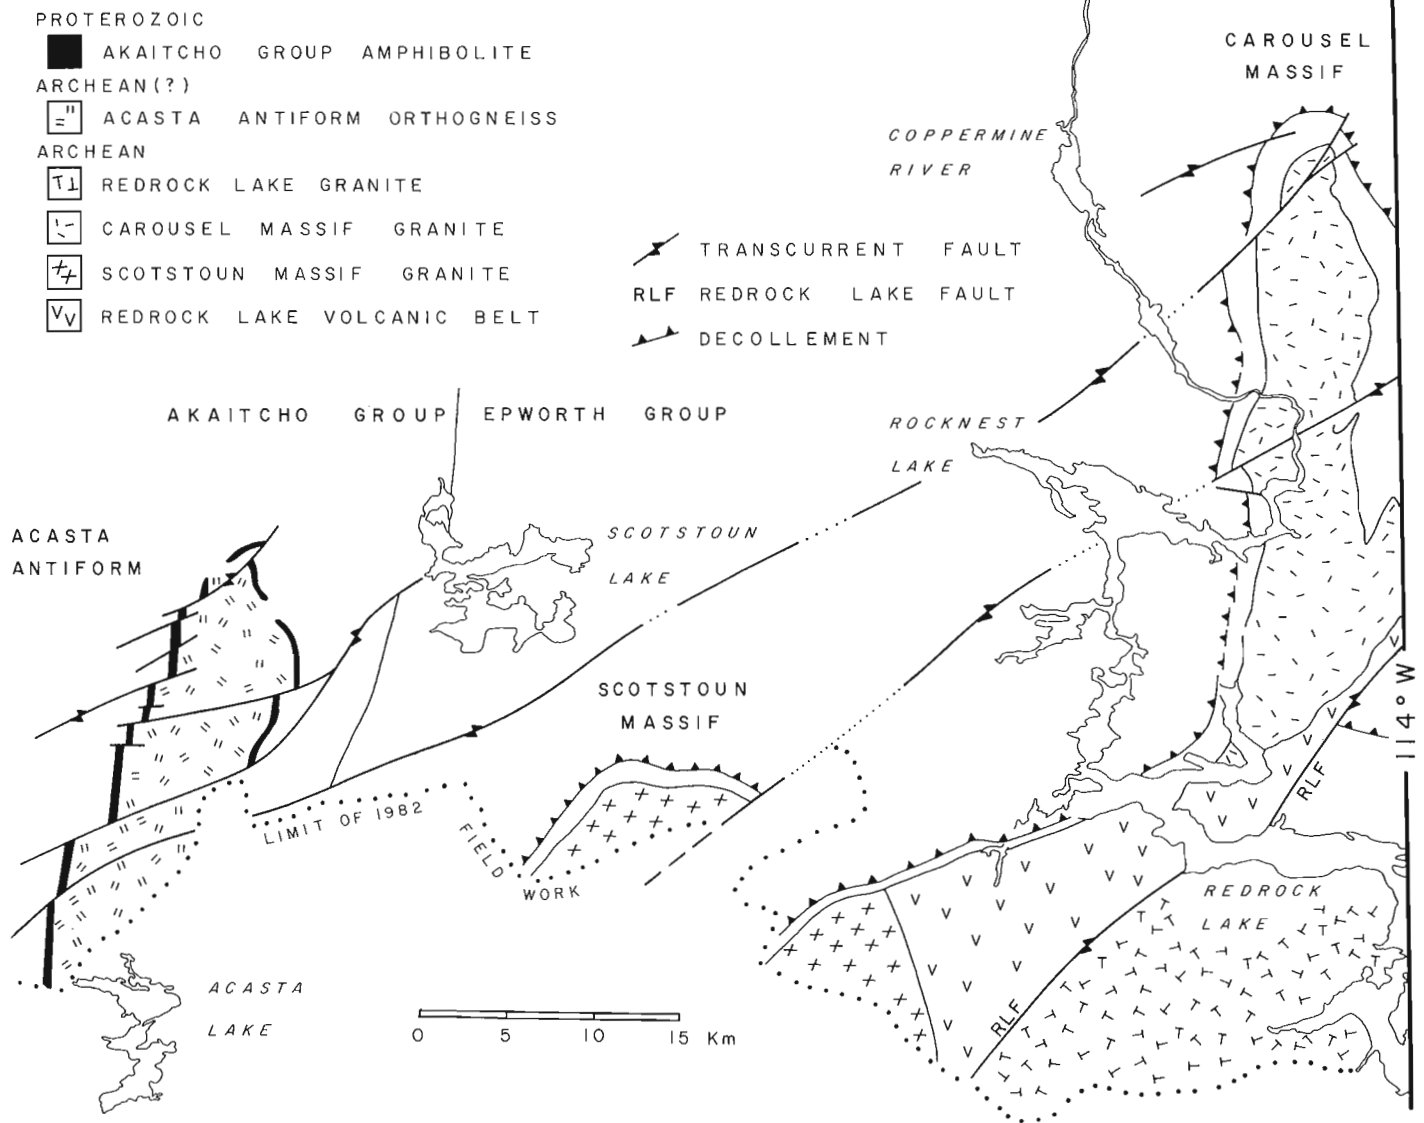 PROTEROZOIC
AKAITCHO GROUP AMPHIBOLITE
ARCHEAN(?)
ACASTA ANTIFORM ORTHOGNEISS
ARCHEAN
REDROCK LAKE GRANITE
CAROUSEL MASSIF GRANITE
SCOTSTOUN MASSIF GRANITE
REDROCK LAKE VOLCANIC BELT
TRANSCURRENT FAULT
RLF REDROCK LAKE FAULT
DECOLLEMENT
CAROUSEL
MASSIF
COPPERMINE
RIVER
AKAITCHO GROUP
EPWORTH GROUP
ROCKNEST
LAKE
ACASTA
ANTIFORM
SCOTSTOUN
LAKE
SCOTSTOUN
MASSIF
114°W
RLF
LIMIT OF 1982
FIELD
WORK
REDROCK
LAKE
RLF
ACASTA
LAKE
0 5 10 15 Km